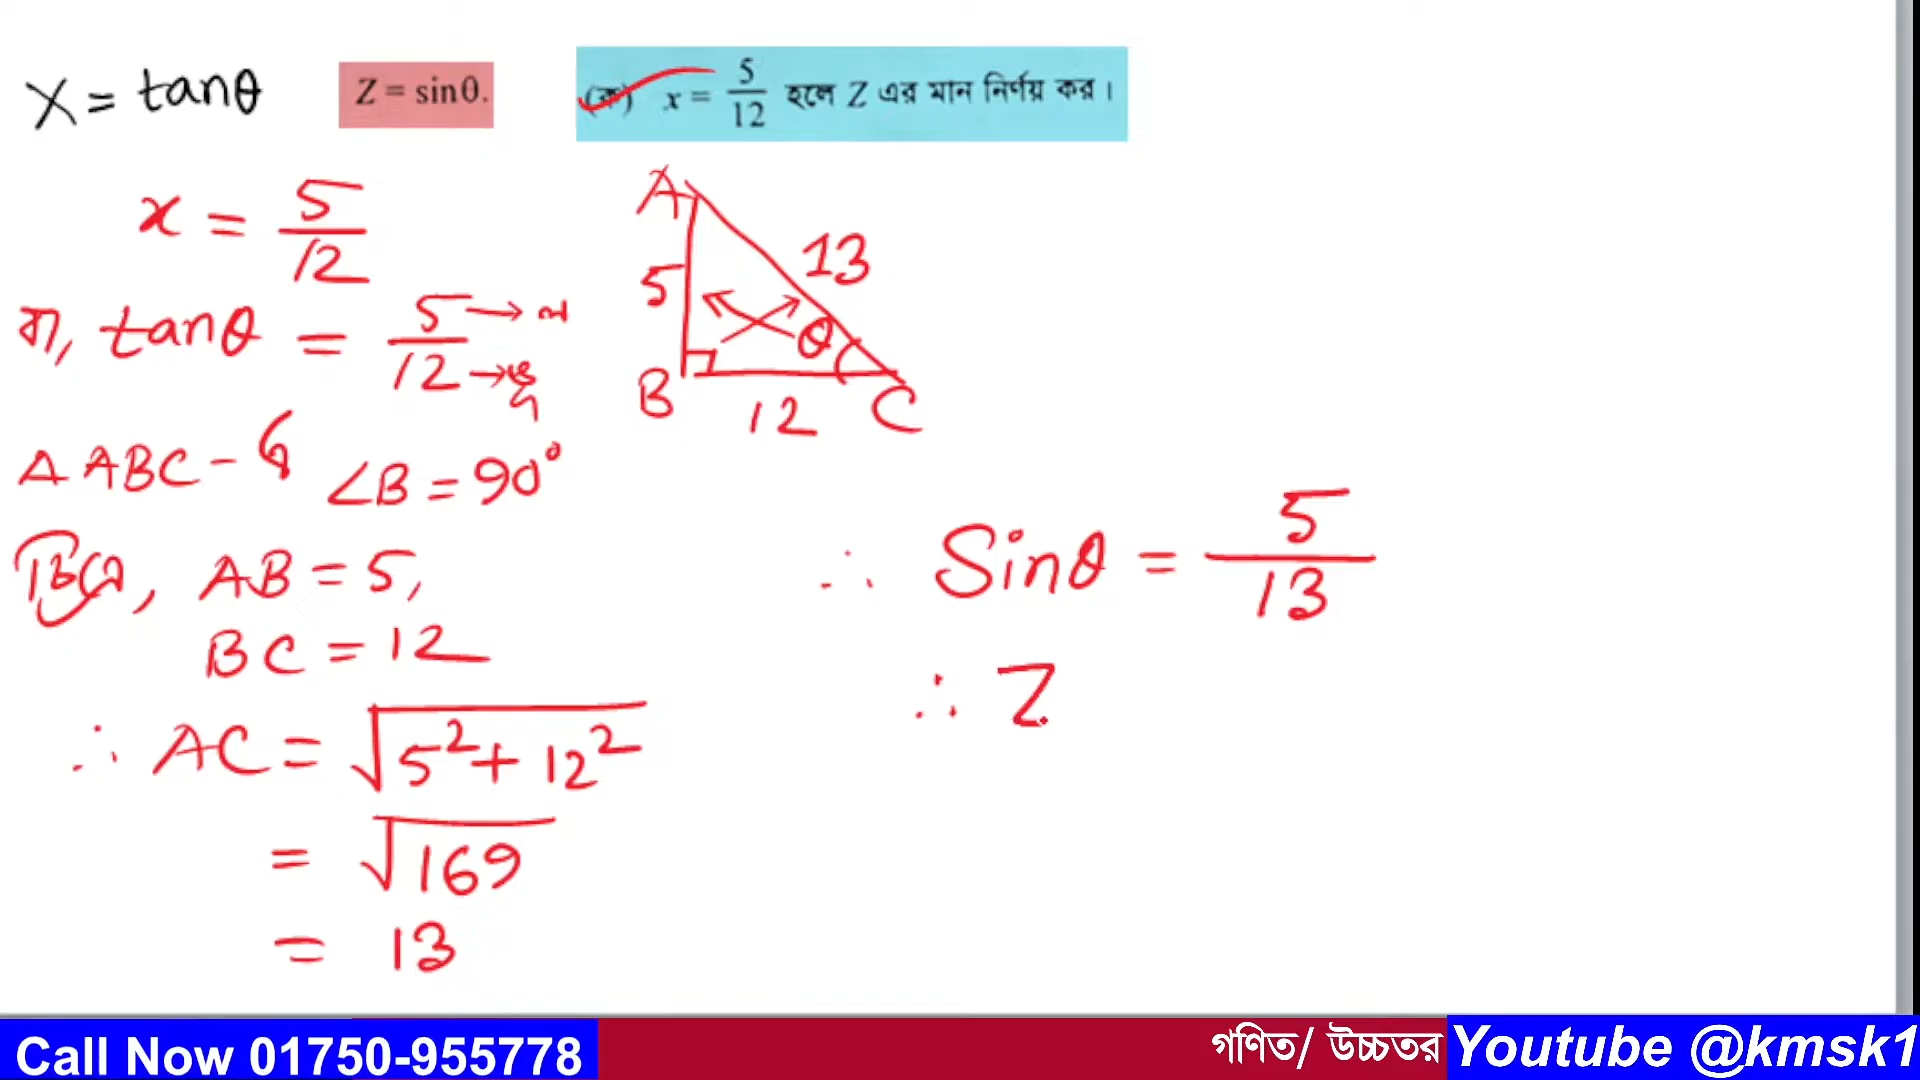 X = tanθ
Z = sinθ.
(ক) x = 5/12 হলে Z এর মান নির্ণয় কর।
x = 5/12
বা, tanθ = 5/12 → ল
→ ভূ
A
5
13
θ
B
12
C
Δ ABC-এ ∠B = 90°
AB = 5,
BC = 12
∴ AC = √(5² + 12²)
= √169
= 13
∴ Sinθ = 5/13
∴ Z
Call Now 01750-955778
গণিত/ উচ্চতর
Youtube @kmsk1